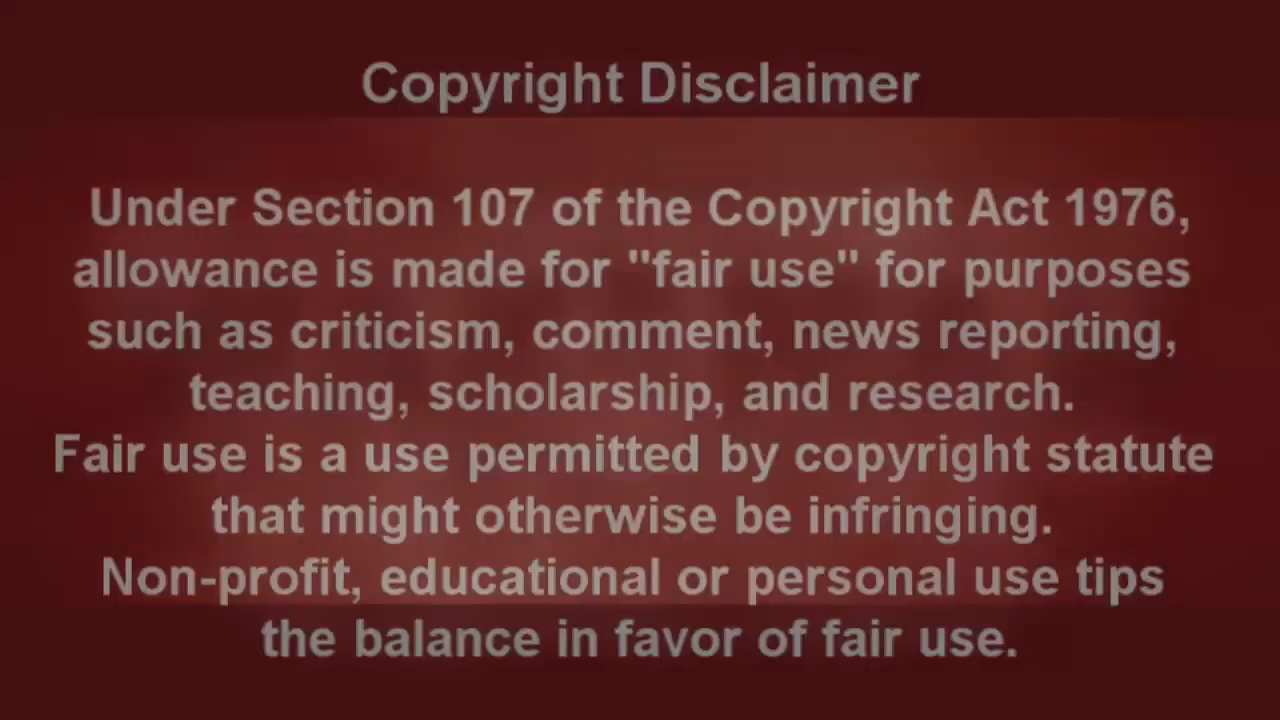 Copyright Disclaimer
Under Section 107 of the Copyright Act 1976,
allowance is made for "fair use" for purposes
such as criticism, comment, news reporting,
teaching, scholarship, and research.
Fair use is a use permitted by copyright statute
that might otherwise be infringing.
Non-profit, educational or personal use tips
the balance in favor of fair use.